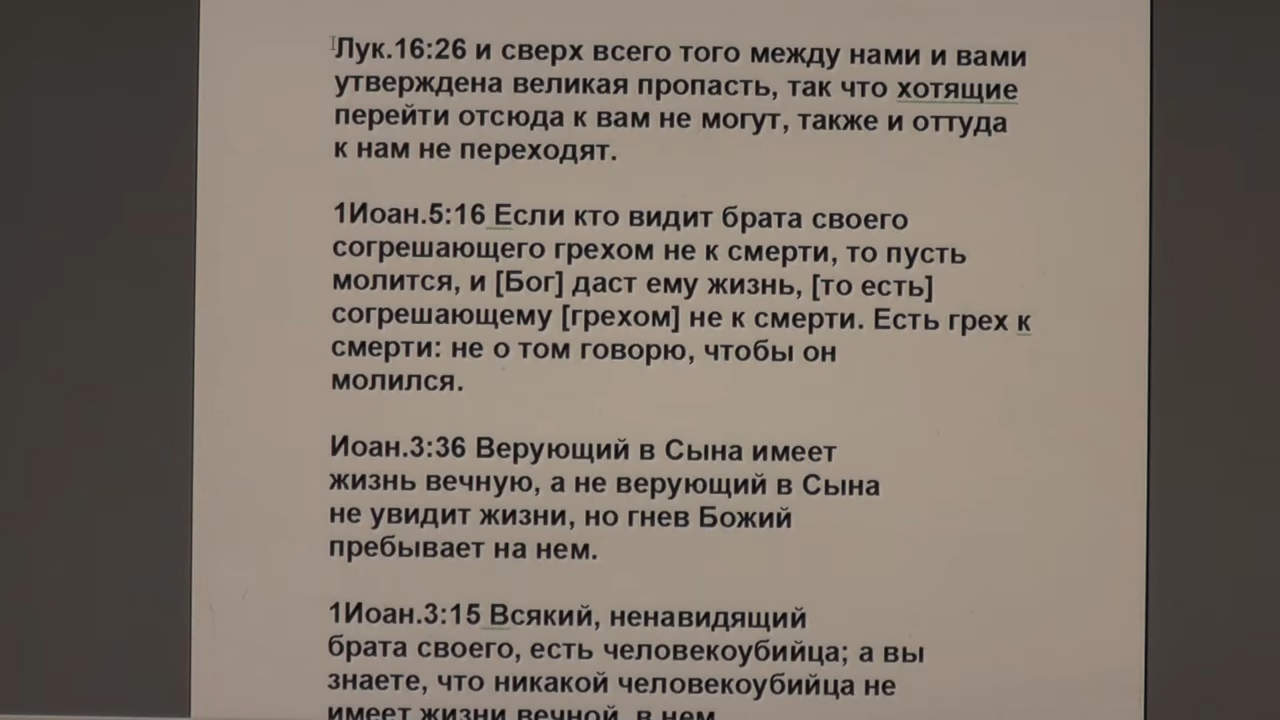 Лук.16:26 и сверх всего того между нами и вами
утверждена великая пропасть, так что хотящие
перейти отсюда к вам не могут, также и оттуда
к нам не переходят.
1Иоан.5:16 Если кто видит брата своего
согрешающего грехом не к смерти, то пусть
молится, и [Бог] даст ему жизнь, [то есть]
согрешающему [грехом] не к смерти. Есть грех к
смерти: не о том говорю, чтобы он
молился.
Иоан.3:36 Верующий в Сына имеет
жизнь вечную, а не верующий в Сына
не увидит жизни, но гнев Божий
пребывает на нем.
1Иоан.3:15 Всякий, ненавидящий
брата своего, есть человекоубийца; а вы
знаете, что никакой человекоубийца не
имеет жизни вечной, в нем